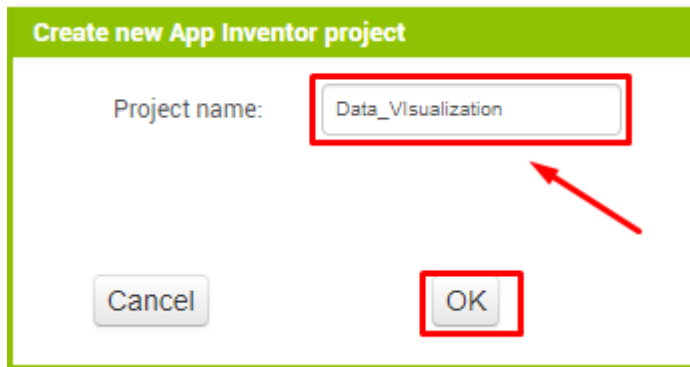 Create new App Inventor project
Project name: Data_VIsualization
Cancel OK